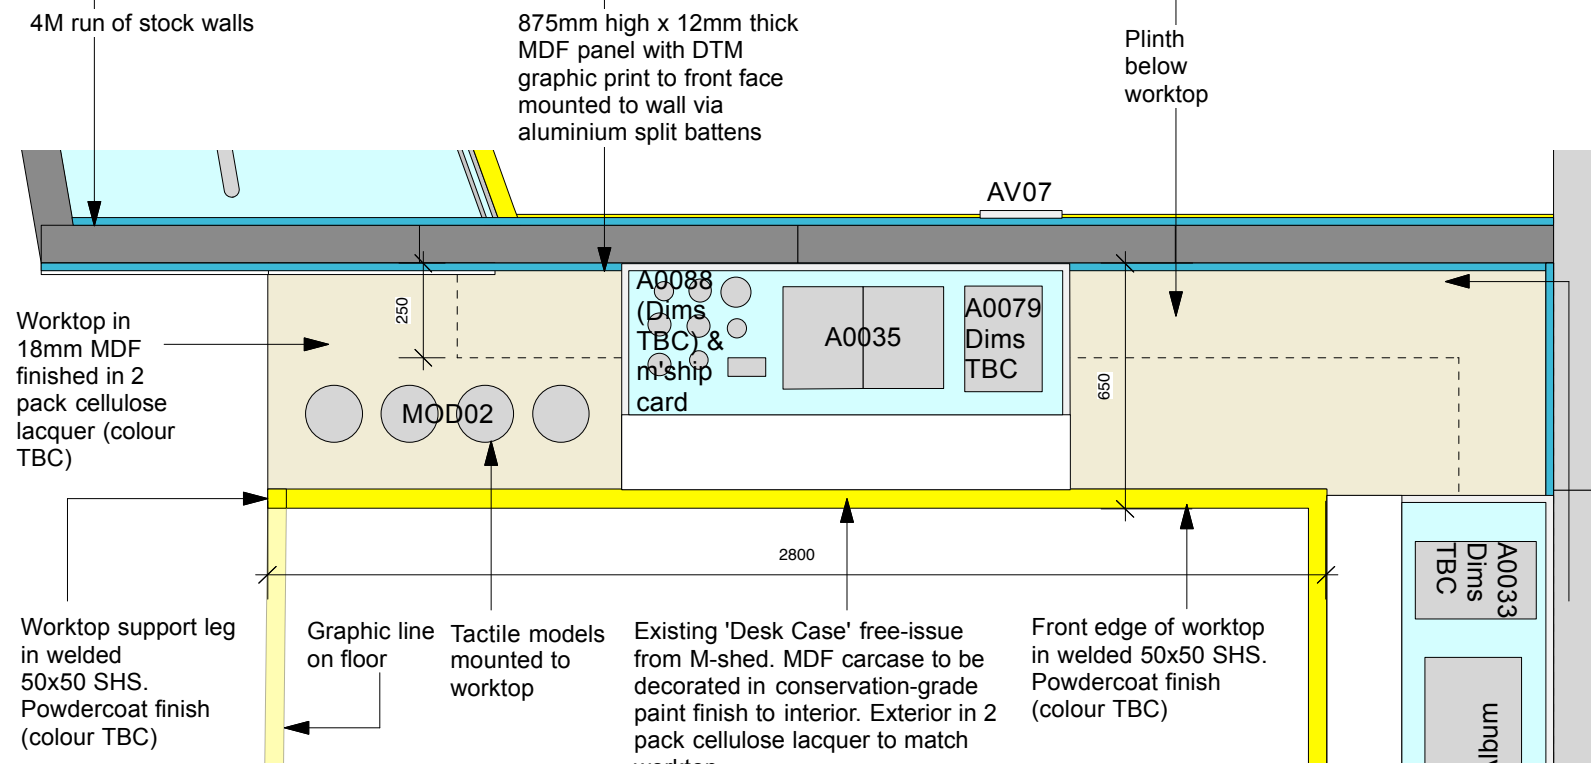 4M run of stock walls
875mm high x 12mm thick
MDF panel with DTM
graphic print to front face
mounted to wall via
aluminium split battens
Plinth
below
worktop
AV07
250
A0088
(Dims
TBC) &
m'ship
card
A0035
A0079
Dims
TBC
650
Worktop in
18mm MDF
finished in 2
pack cellulose
lacquer (colour
TBC)
MOD02
2800
A0033
Dims
TBC
Worktop support leg
in welded
50x50 SHS.
Powdercoat finish
(colour TBC)
Graphic line
on floor
Tactile models
mounted to
worktop
Existing 'Desk Case' free-issue
from M-shed. MDF carcase to be
decorated in conservation-grade
paint finish to interior. Exterior in 2
pack cellulose lacquer to match
Front edge of worktop
in welded 50x50 SHS.
Powdercoat finish
(colour TBC)